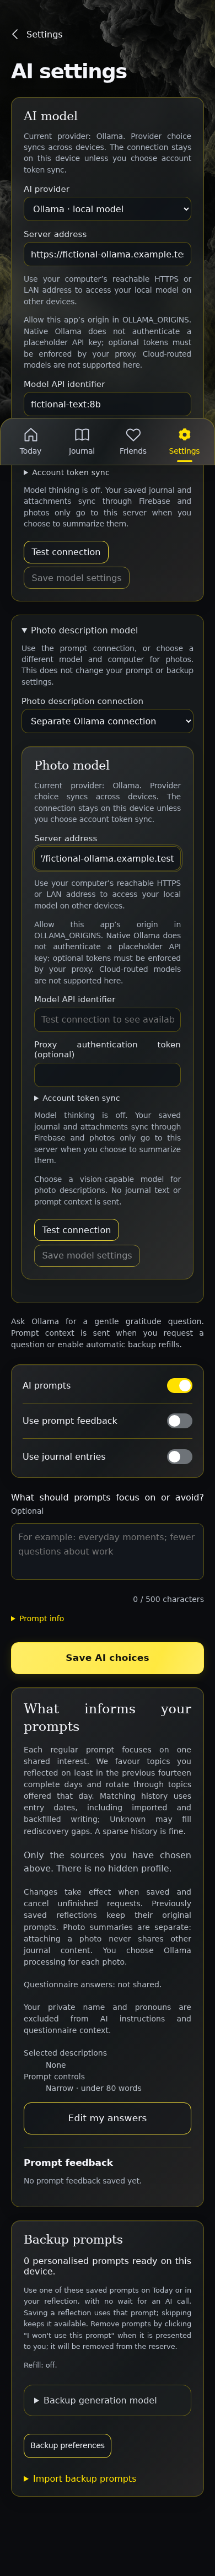 Settings
AI settings
AI model
Current provider: Ollama. Provider choice
syncs across devices. The connection stays
on this device unless you choose account
token sync.
AI provider
Ollama · local model
Server address
https://fictional-ollama.example.tes
Use your computer's reachable HTTPS or
LAN address to access your local model on
other devices.
Allow this app's origin in OLLAMA_ORIGINS.
Native Ollama does not authenticate a
placeholder API key; optional tokens must
be enforced by your proxy. Cloud-routed
models are not supported here.
Model API identifier
fictional-text:8b
Today
Journal
Friends
Settings
Account token sync
Model thinking is off. Your saved journal and
attachments sync through Firebase and
photos only go to this server when you
choose to summarize them.
Test connection
Save model settings
Photo description model
Use the prompt connection, or choose a
different model and computer for photos.
This does not change your prompt or backup
settings.
Photo description connection
Separate Ollama connection
Photo model
Current provider: Ollama. Provider
choice syncs across devices. The
connection stays on this device unless
you choose account token sync.
Server address
/fictional-ollama.example.test
Use your computer's reachable HTTPS
or LAN address to access your local
model on other devices.
Allow this app's origin in
OLLAMA_ORIGINS. Native Ollama does
not authenticate a placeholder API
key; optional tokens must be enforced
by your proxy. Cloud-routed models
are not supported here.
Model API identifier
Test connection to see availab
Proxy authentication token
(optional)
Account token sync
Model thinking is off. Your saved
journal and attachments sync through
Firebase and photos only go to this
server when you choose to summarize
them.
Choose a vision-capable model for
photo descriptions. No journal text or
prompt context is sent.
Test connection
Save model settings
Ask Ollama for a gentle gratitude question.
Prompt context is sent when you request a
question or enable automatic backup refills.
AI prompts
Use prompt feedback
Use journal entries
What should prompts focus on or avoid?
Optional
For example: everyday moments; fewer
questions about work
0 / 500 characters
Prompt info
Save AI choices
What informs your
prompts
Each regular prompt focuses on one
shared interest. We favour topics you
reflected on least in the previous fourteen
complete days and rotate through topics
offered that day. Matching history uses
entry dates, including imported and
backfilled writing; Unknown may fill
rediscovery gaps. A sparse history is fine.
Only the sources you have chosen
above. There is no hidden profile.
Changes take effect when saved and
cancel unfinished requests. Previously
saved reflections keep their original
prompts. Photo summaries are separate:
attaching a photo never shares other
journal content. You choose Ollama
processing for each photo.
Questionnaire answers: not shared.
Your private name and pronouns are
excluded from AI instructions and
questionnaire context.
Selected descriptions
None
Prompt controls
Narrow · under 80 words
Edit my answers
Prompt feedback
No prompt feedback saved yet.
Backup prompts
0 personalised prompts ready on this
device.
Use one of these saved prompts on Today or in
your reflection, with no wait for an AI call.
Saving a reflection uses that prompt; skipping
keeps it available. Remove prompts by clicking
"I won't use this prompt" when it is presented
to you; it will be removed from the reserve.
Refill: off.
Backup generation model
Backup preferences
Import backup prompts